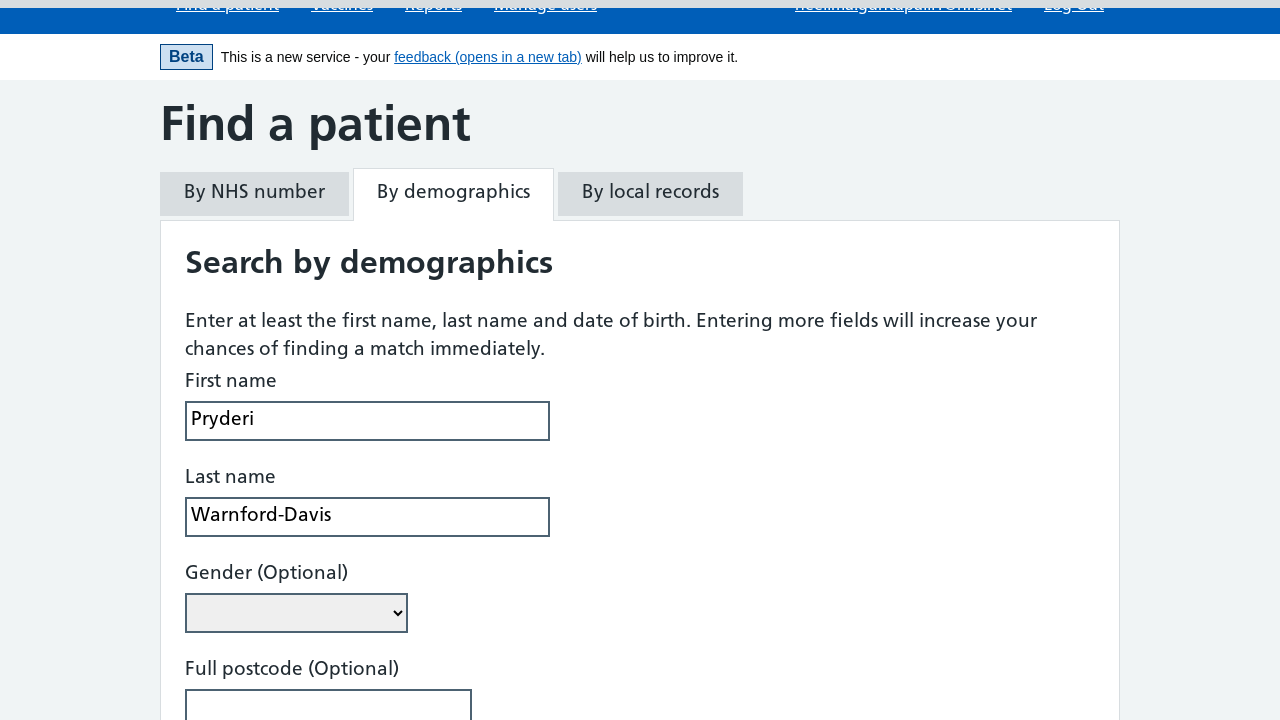 Find a patient Vaccines Reports Manage users Log Out
Beta This is a new service - your feedback (opens in a new tab) will help us to improve it.
Find a patient
By NHS number By demographics By local records
Search by demographics
Enter at least the first name, last name and date of birth. Entering more fields will increase your
chances of finding a match immediately.
First name
Pryderi
Last name
Warnford-Davis
Gender (Optional)
Full postcode (Optional)